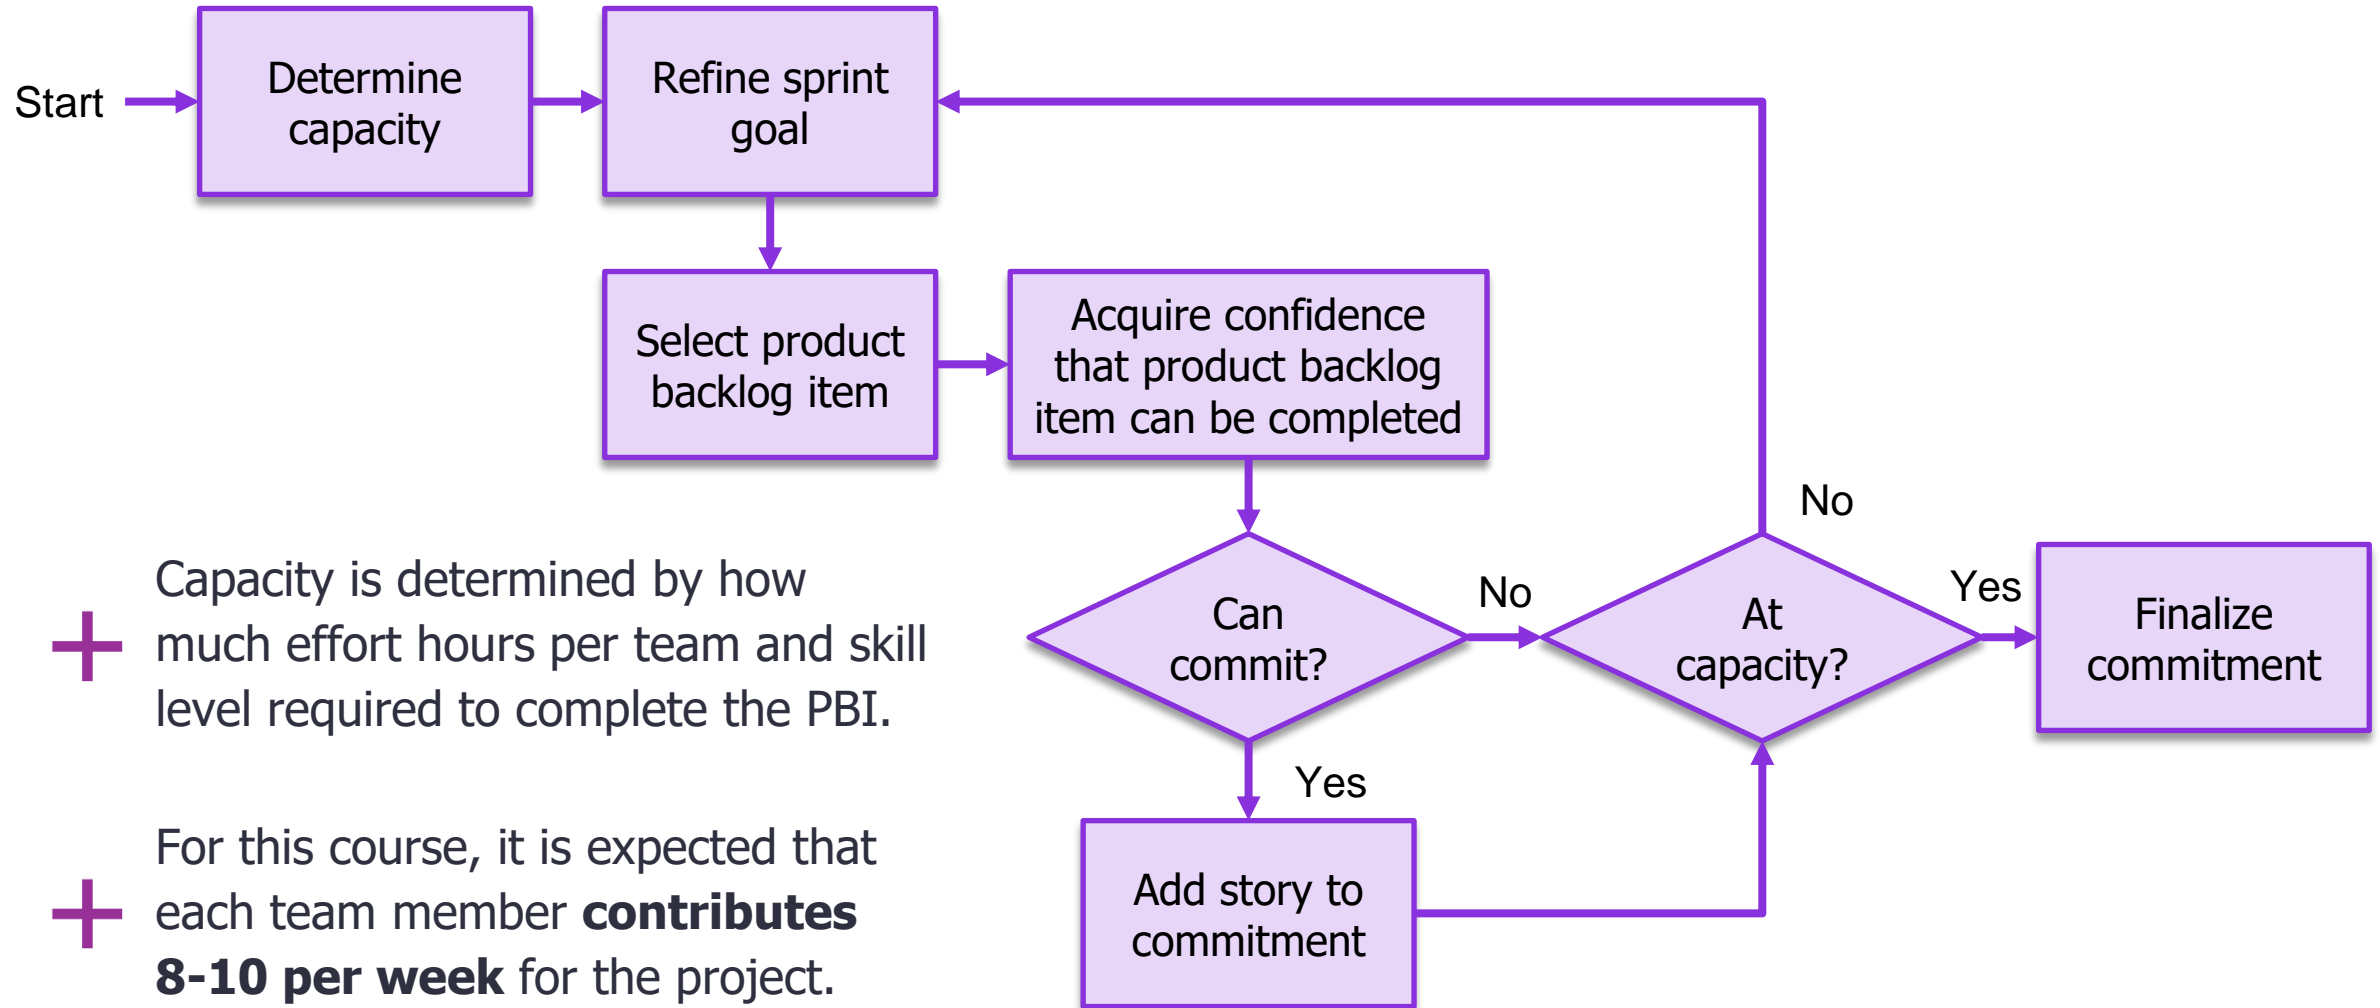 Start
Determine
capacity
Refine sprint
goal
Select product
backlog item
Acquire confidence
that product backlog
item can be completed
Can
commit?
No
Yes
Add story to
commitment
At
capacity?
No
Yes
Finalize
commitment
Capacity is determined by how
much effort hours per team and skill
level required to complete the PBI.
For this course, it is expected that
each team member contributes
8-10 per week for the project.